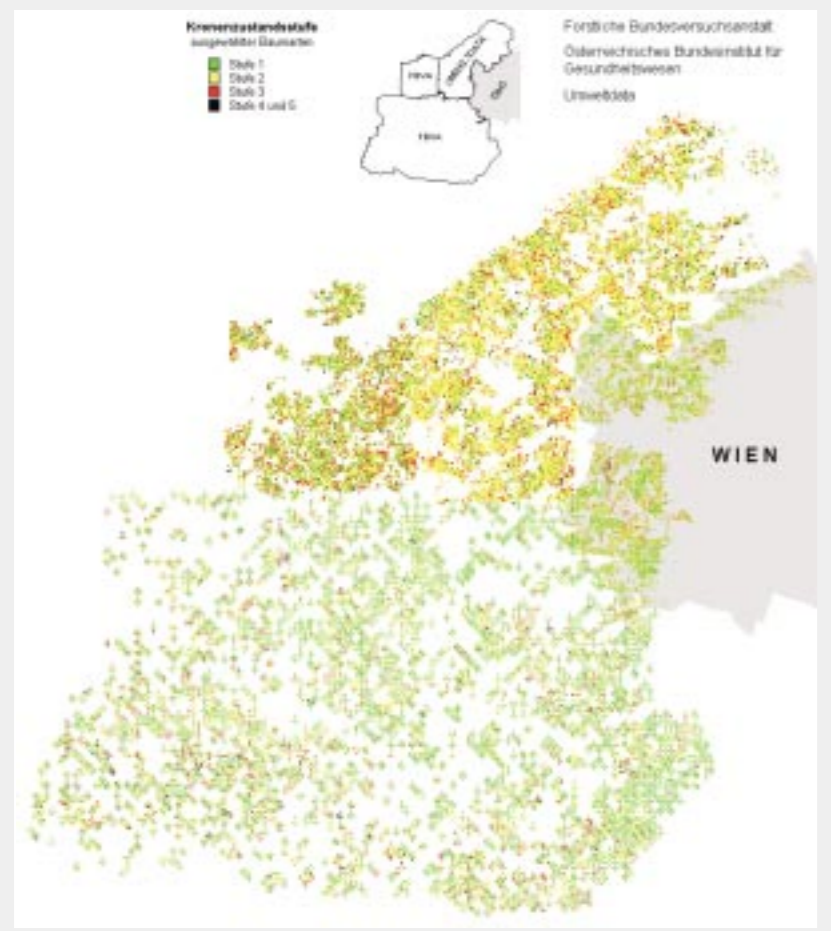 Kronenzustandsstufe
ausgewählter Baumarten
Stufe 1
Stufe 2
Stufe 3
Stufe 4 und 5
Forstliche Bundesversuchsanstalt
Österreichisches Bundesinstitut für
Gesundheitswesen
Umweltdata
WIEN